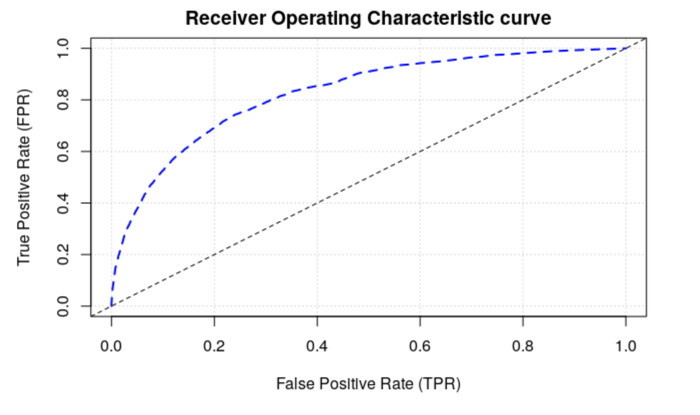 Receiver Operating Characteristic curve
True Positive Rate (FPR)
1.0
0.8
0.6
0.4
0.2
0.0
0.0 0.2 0.4 0.6 0.8 1.0
False Positive Rate (TPR)